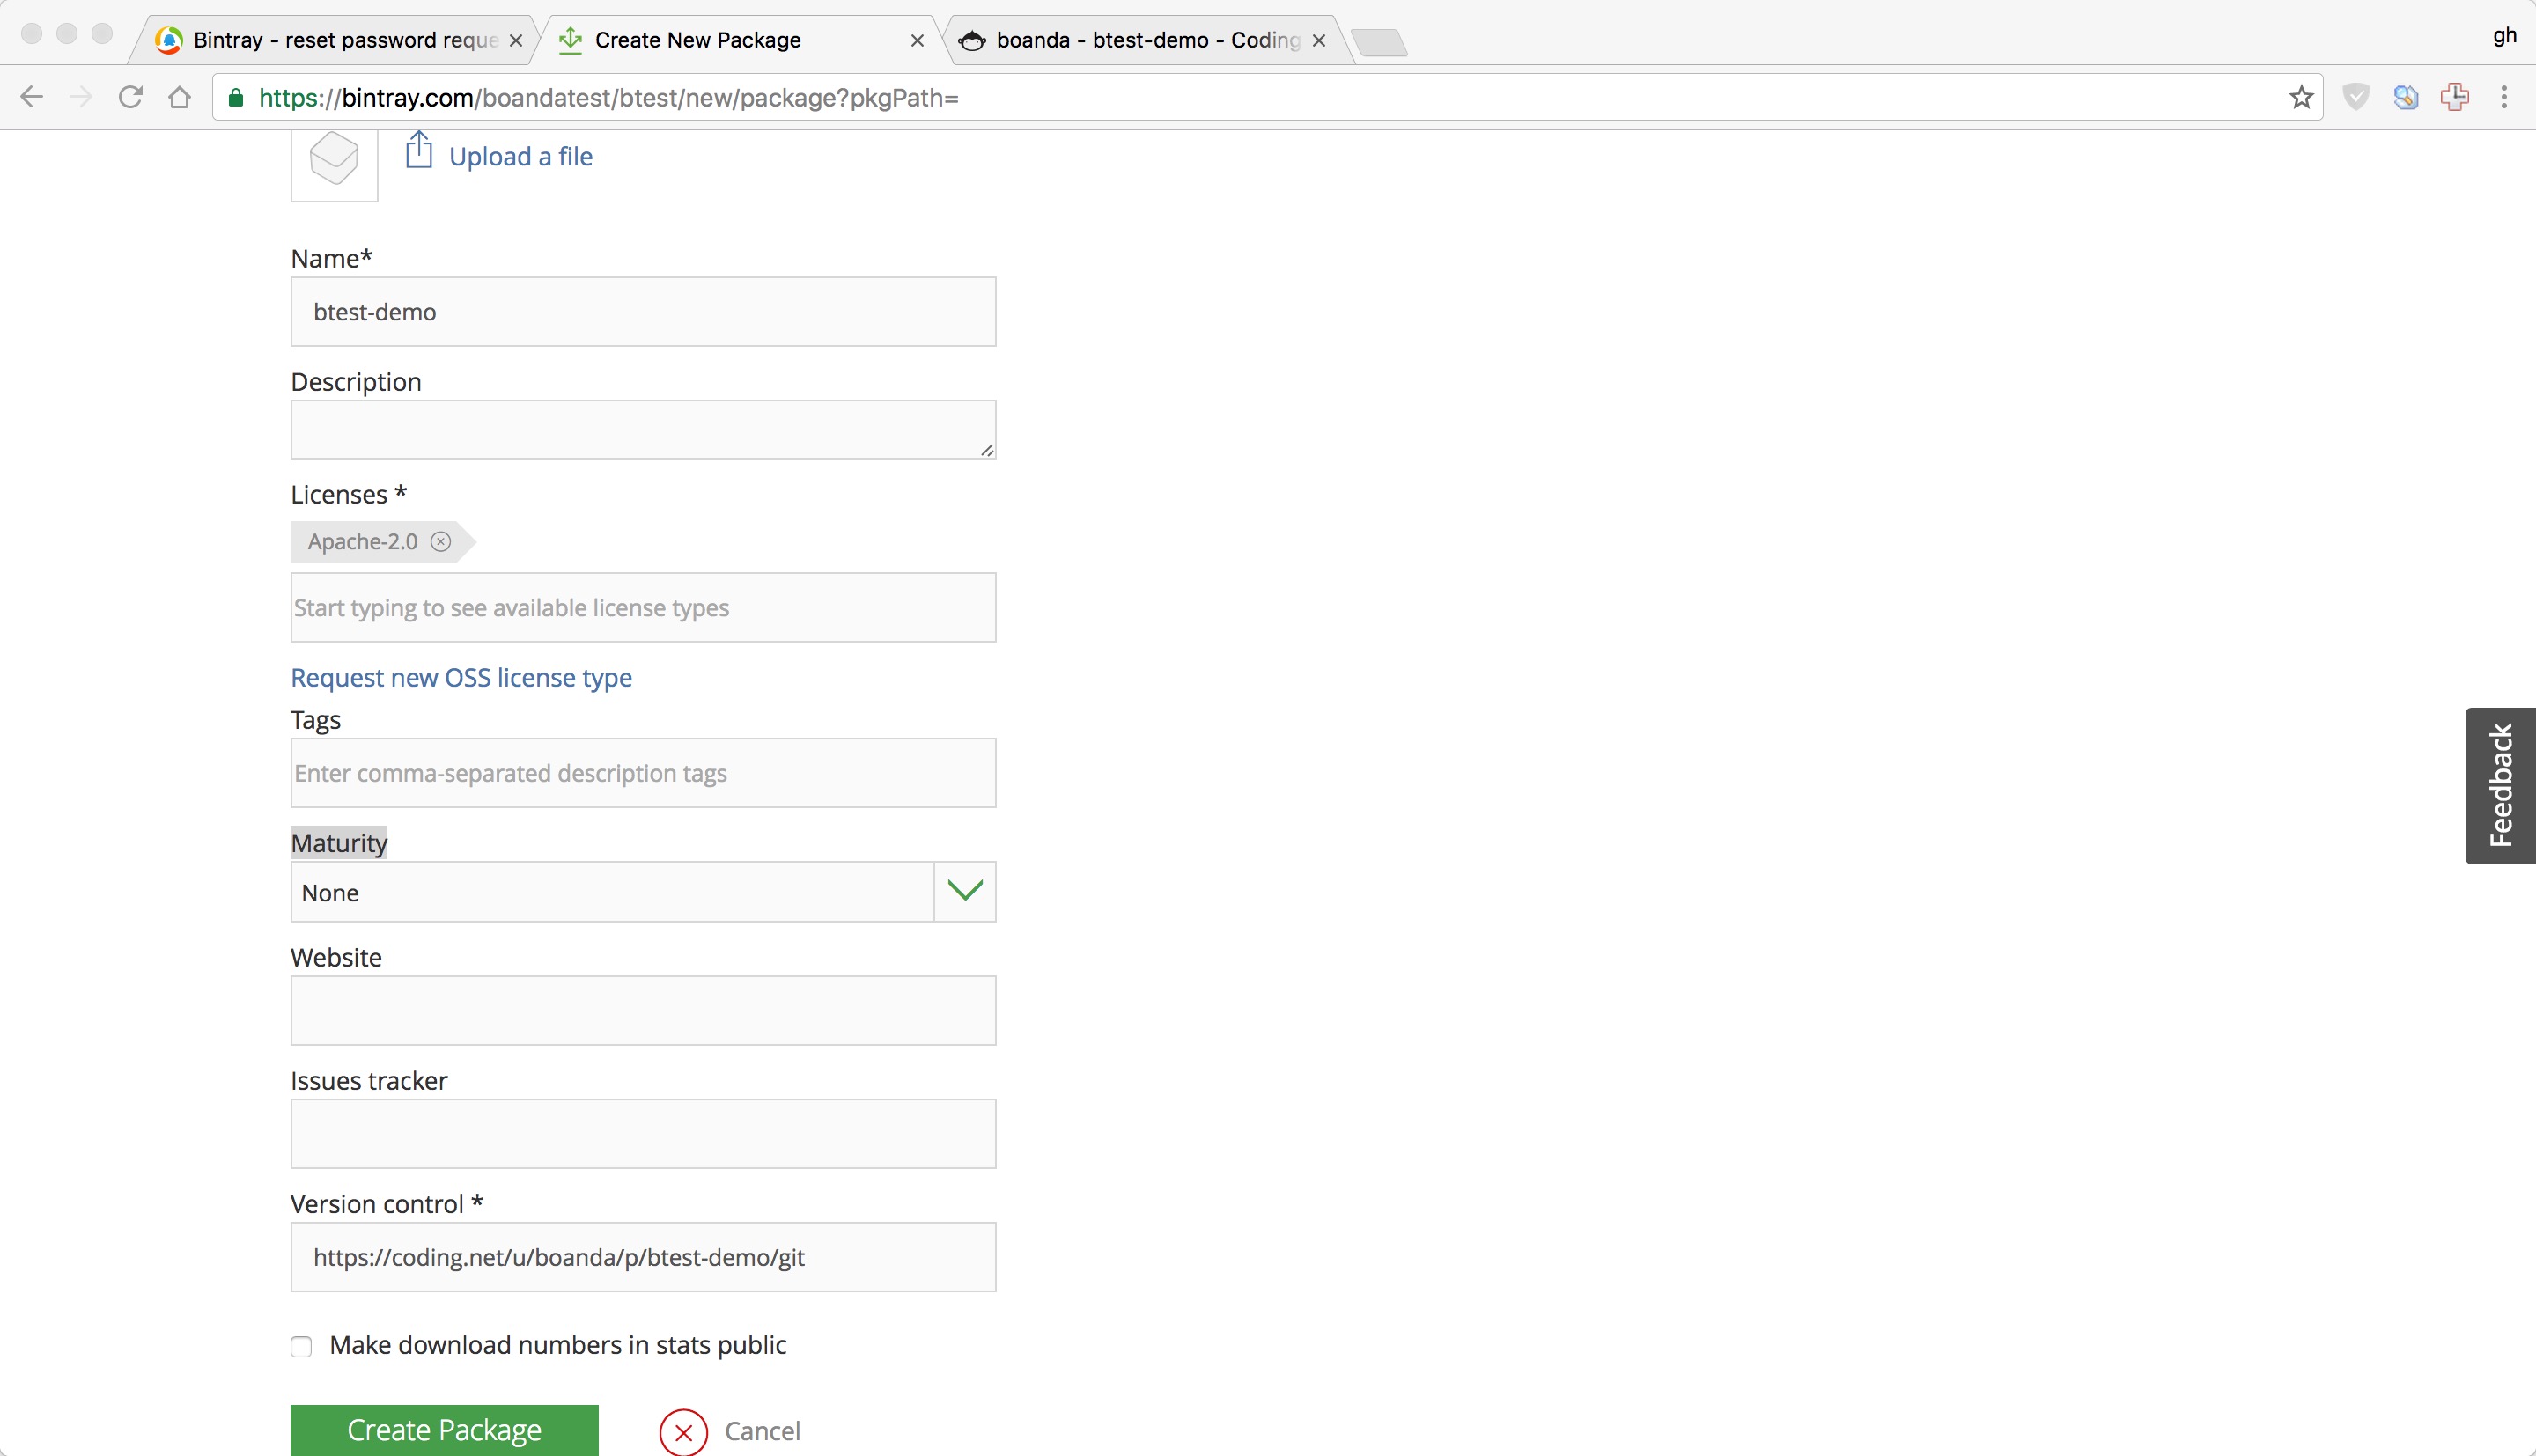 Bintray - reset password reque
Create New Package
boanda - btest-demo - Coding
gh
https://bintray.com/boandatest/btest/new/package?pkgPath=
Upload a file
Name*
btest-demo
Description
Licenses *
Apache-2.0
Start typing to see available license types
Request new OSS license type
Tags
Enter comma-separated description tags
Maturity
None
Website
Issues tracker
Version control *
https://coding.net/u/boanda/p/btest-demo/git
Make download numbers in stats public
Create Package
Cancel
Feedback